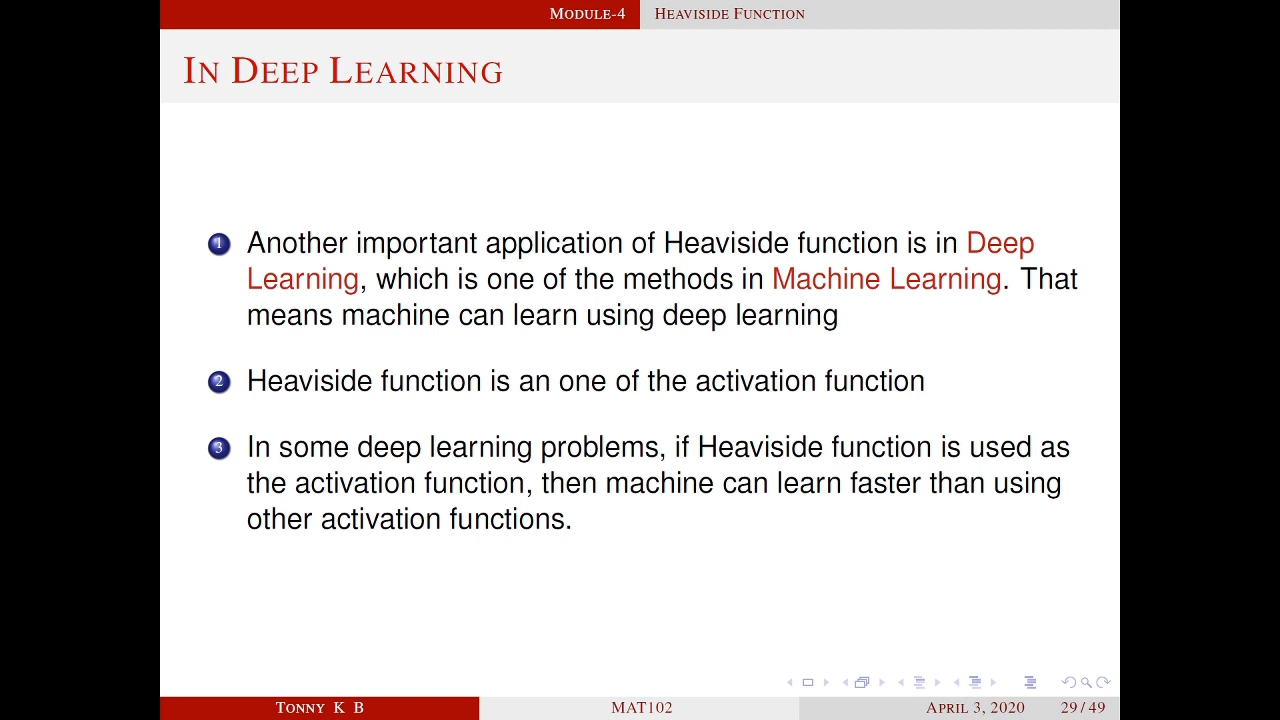 Module-4 Heaviside Function
In Deep Learning
1 Another important application of Heaviside function is in Deep
Learning, which is one of the methods in Machine Learning. That
means machine can learn using deep learning
2 Heaviside function is an one of the activation function
3 In some deep learning problems, if Heaviside function is used as
the activation function, then machine can learn faster than using
other activation functions.
Tonny K B MAT102 April 3, 2020 29/49